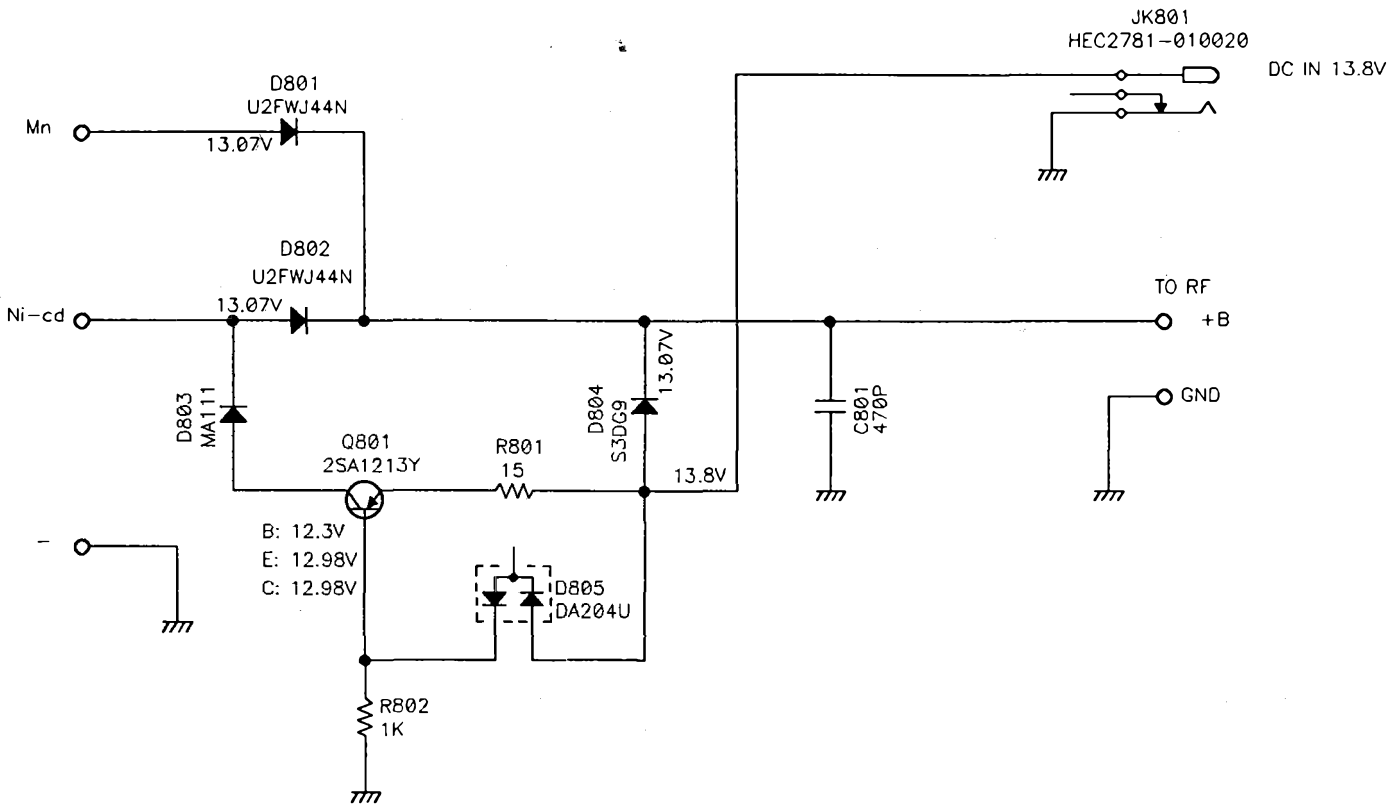 JK801
HEC2781-010020
DC IN 13.8V
D801
U2FWJ44N
Mn
13.07V
D802
U2FWJ44N
Ni-cd
13.07V
TO RF
+B
D803
MA111
D804
S3DG9
13.07V
C801
470P
GND
Q801
2SA1213Y
R801
15
13.8V
B: 12.3V
E: 12.98V
C: 12.98V
-
D805
DA204U
R802
1K